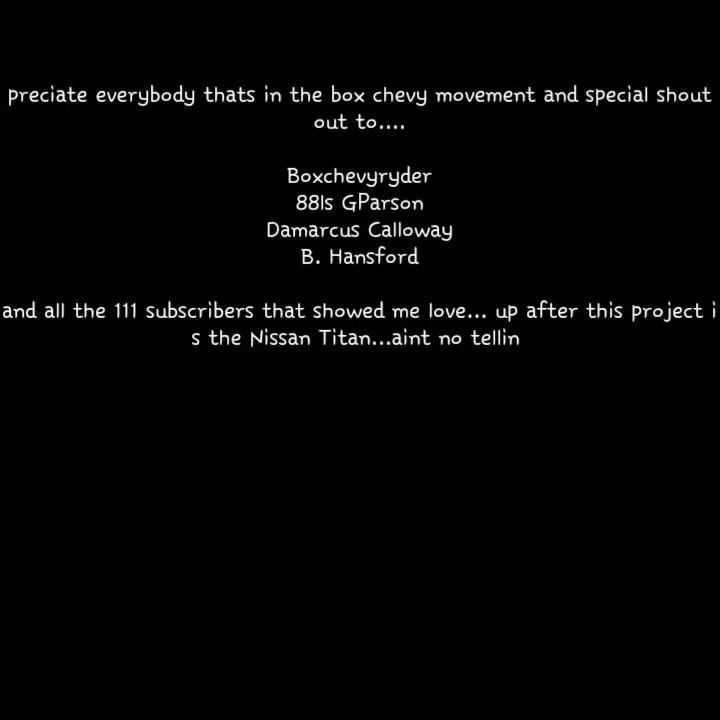 preciate everybody thats in the box chevy movement and special shout
out to....
Boxchevyryder
88ls GParson
Damarcus Calloway
B. Hansford
and all the 111 subscribers that showed me love... up after this project i
s the Nissan Titan...aint no tellin